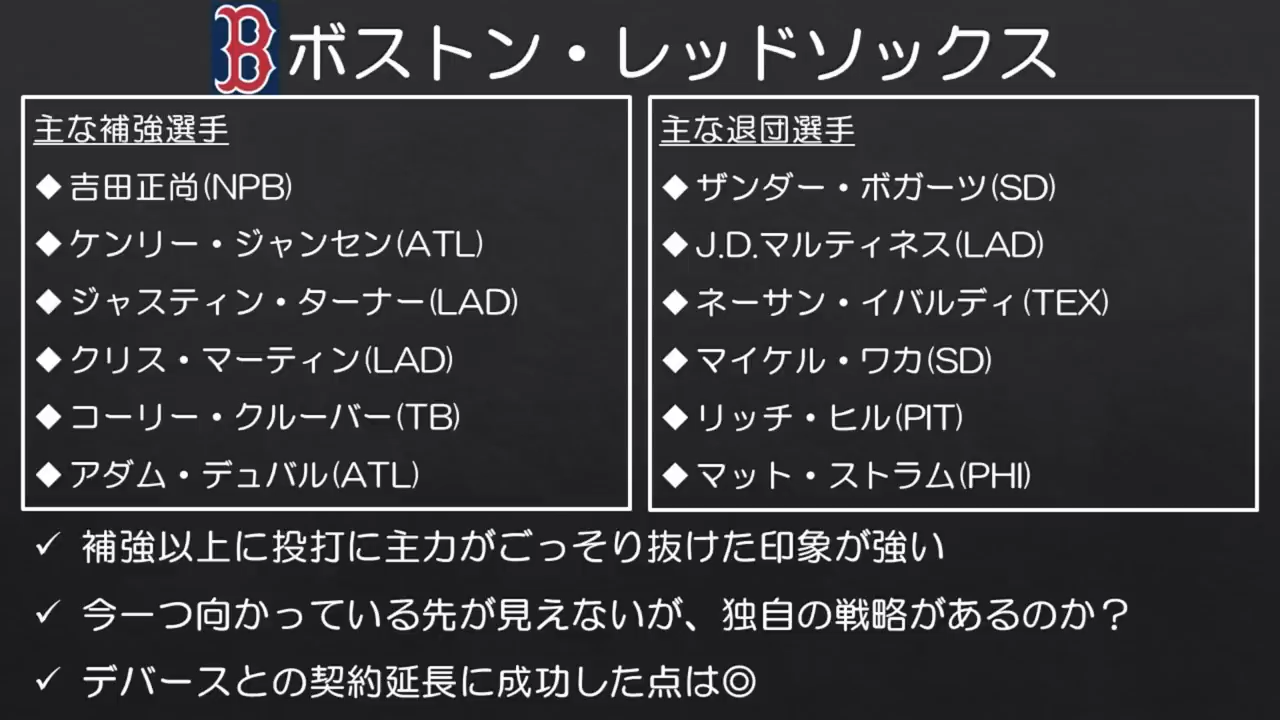 B ボストン・レッドソックス
主な補強選手
◆吉田正尚(NPB)
◆ケンリー・ジャンセン(ATL)
◆ジャスティン・ターナー(LAD)
◆クリス・マーティン(LAD)
◆コーリー・クルーバー(TB)
◆アダム・デュバル(ATL)
主な退団選手
◆ザンダー・ボガーツ(SD)
◆J.D.マルティネス(LAD)
◆ネーサン・イバルディ(TEX)
◆マイケル・ワカ(SD)
◆リッチ・ヒル(PIT)
◆マット・ストラム(PHI)
✓ 補強以上に投打に主力がごっそり抜けた印象が強い
✓ 今一つ向かっている先が見えないが、独自の戦略があるのか？
✓ デバースとの契約延長に成功した点は◎